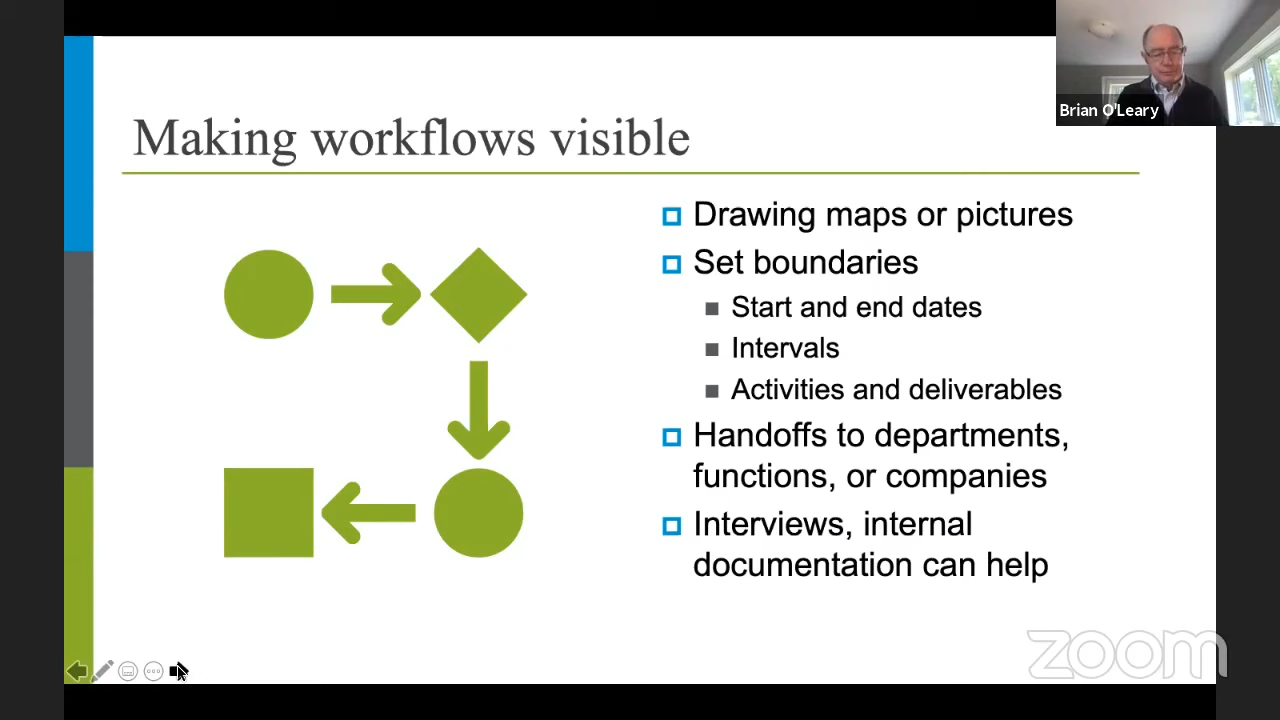 Brian O'Leary
Making workflows visible
Drawing maps or pictures
Set boundaries
Start and end dates
Intervals
Activities and deliverables
Handoffs to departments,
functions, or companies
Interviews, internal
documentation can help
zoom